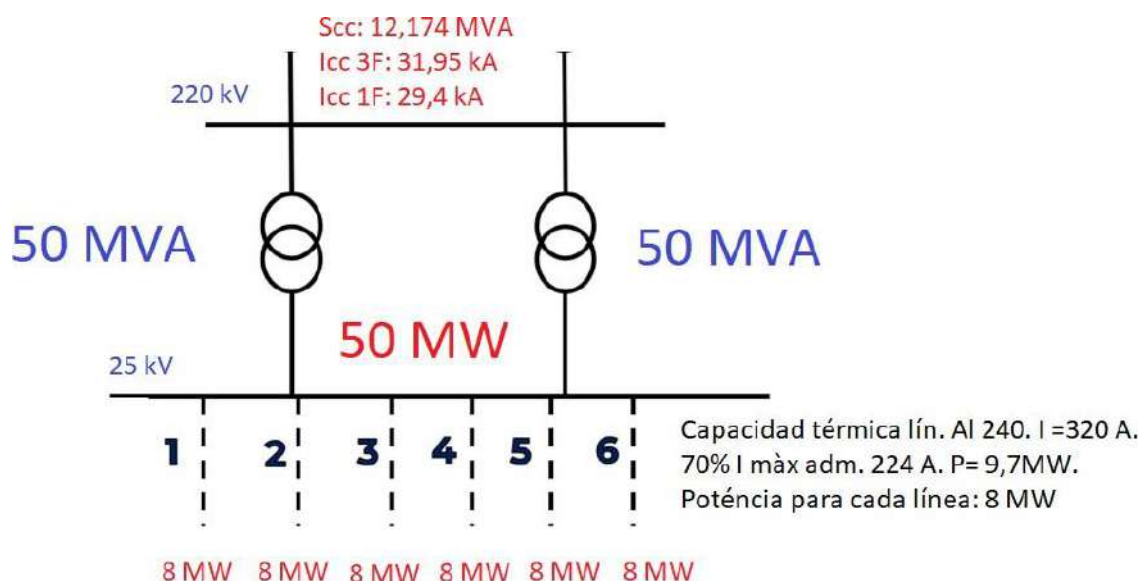 Scc: 12,174 MVA
Icc 3F: 31,95 kA
Icc 1F: 29,4 kA
220 kV
50 MVA
50 MVA
50 MW
25 kV
1 2 3 4 5 6
Capacidad térmica lín. Al 240. I =320 A.
70% I màx adm. 224 A. P= 9,7MW.
Poténcia para cada línea: 8 MW
8 MW 8 MW 8 MW 8 MW 8 MW 8 MW